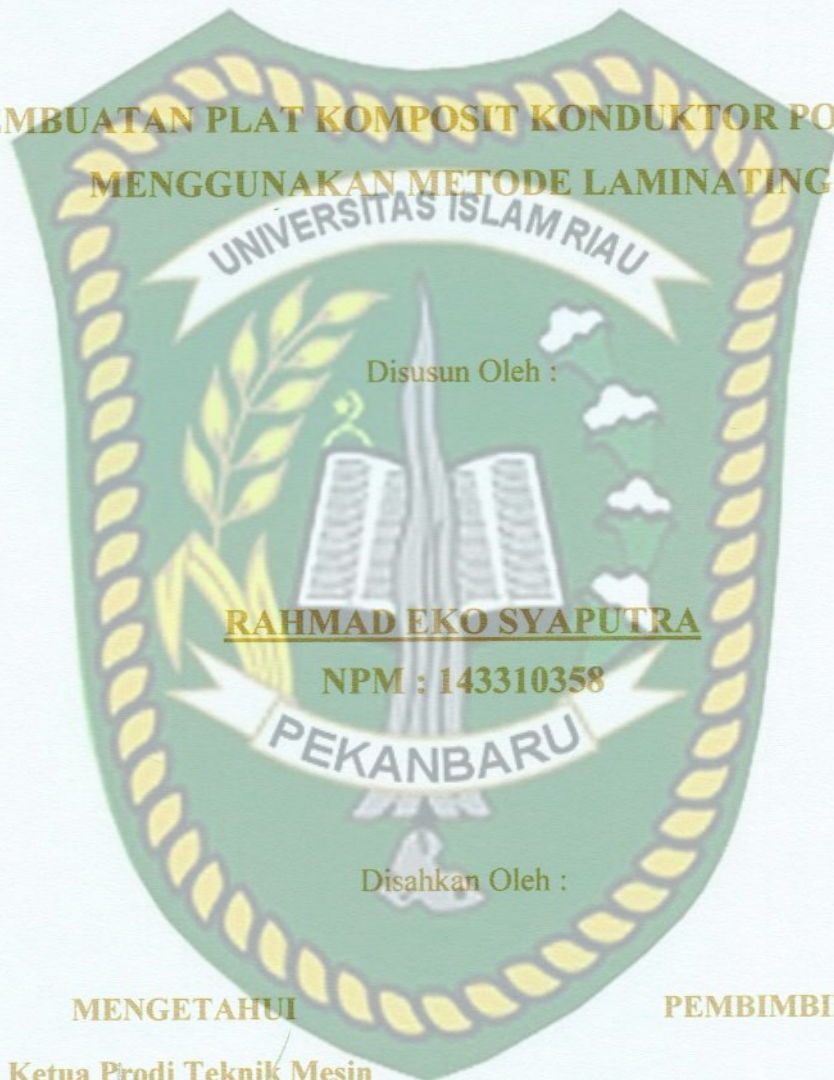 MBUATAN PLAT KOMPOSIT KONDUKTOR PO
MENGGUNAKAN METODE LAMINATING
UNIVERSITAS ISLAM RIAU
Disusun Oleh :
RAHMAD EKO SYAPUTRA
NPM : 143310358
PEKANBARU
Disahkan Oleh :
MENGETAHUI
PEMBIMBI
Ketua Prodi Teknik Mesin